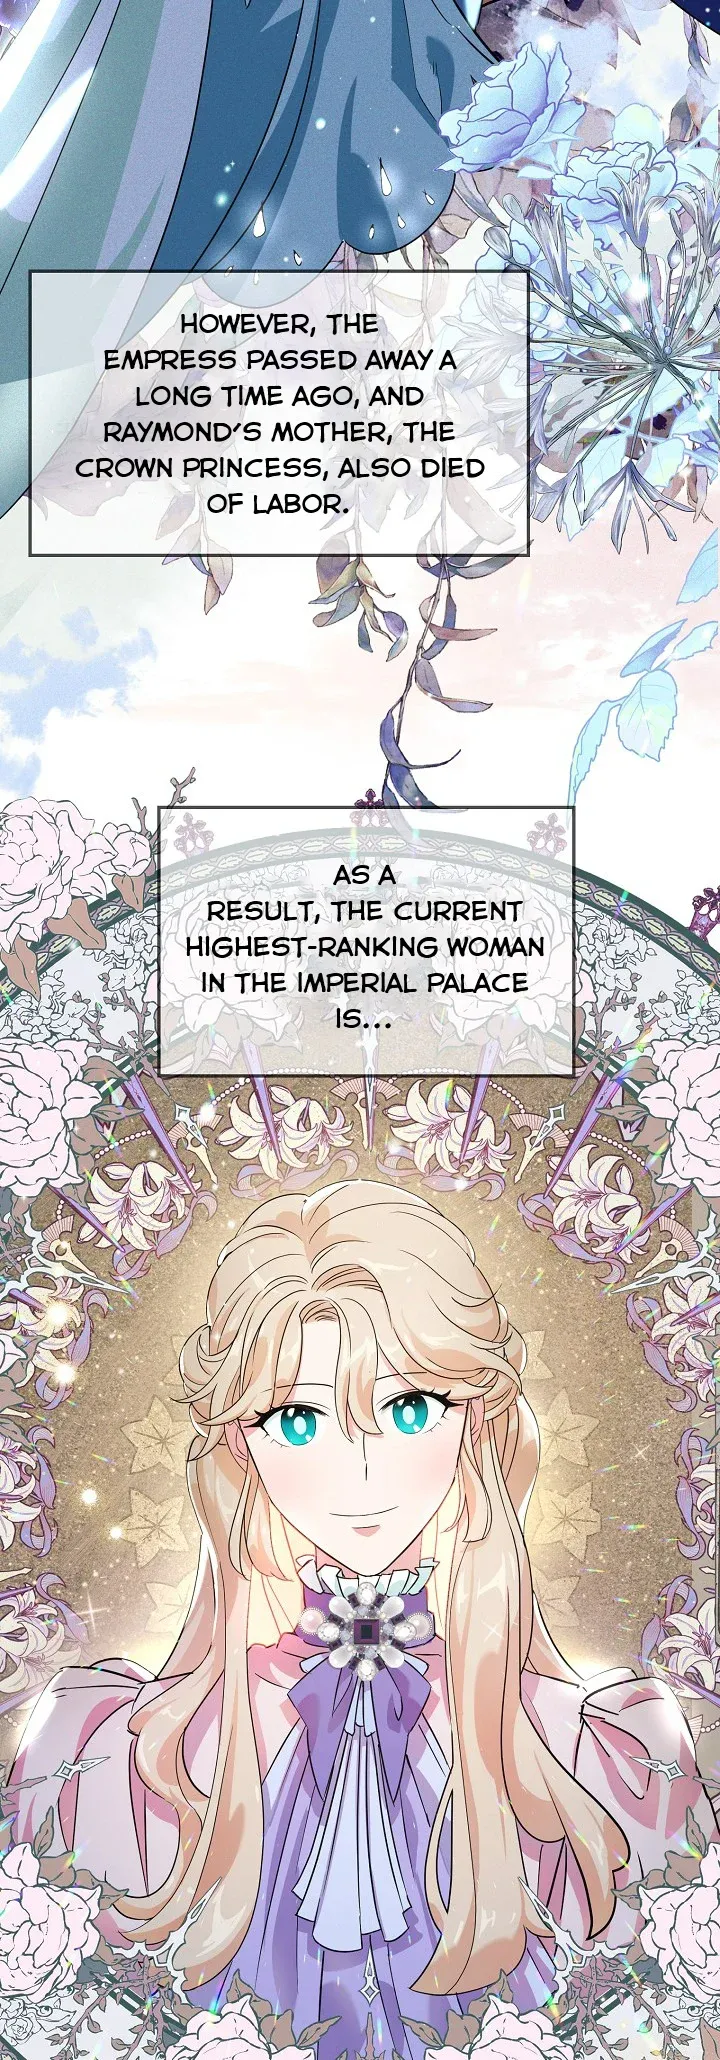 HOWEVER, THE
EMPRESS PASSED AWAY A
LONG TIME AGO, AND
RAYMOND'S MOTHER, THE
CROWN PRINCESS, ALSO DIED
OF LABOR.
AS A
RESULT, THE CURRENT
HIGHEST-RANKING WOMAN
IN THE IMPERIAL PALACE
IS...